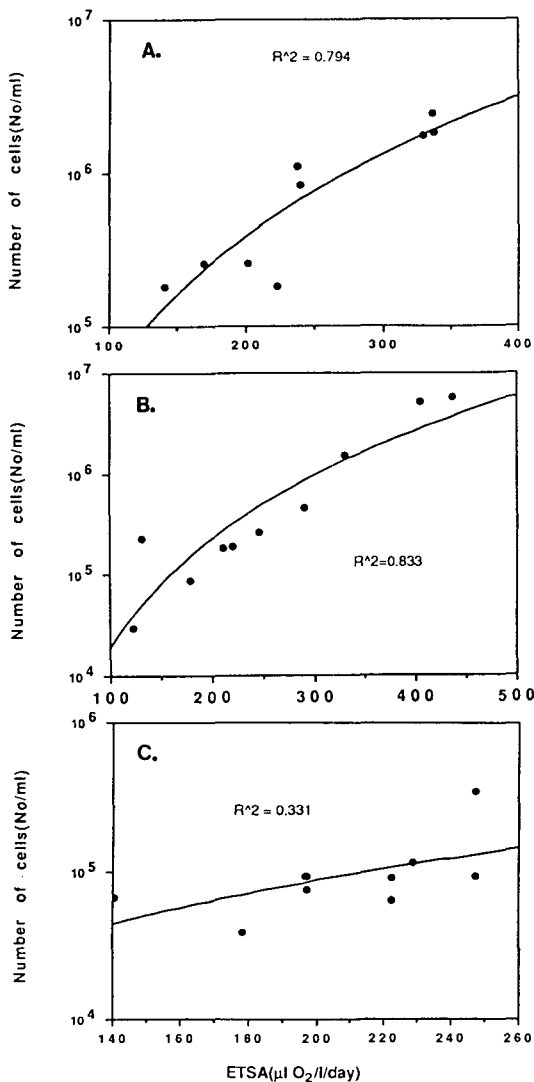 A.
R^2 = 0.794
Number of cells(No/ml)
10^7
10^6
10^5
100 200 300 400
B.
R^2=0.833
Number of cells(No/ml)
10^7
10^6
10^5
10^4
100 200 300 400 500
C.
R^2 = 0.331
Number of cells(No/ml)
10^6
10^5
10^4
140 160 180 200 220 240 260
ETSA(µl O₂/l/day)